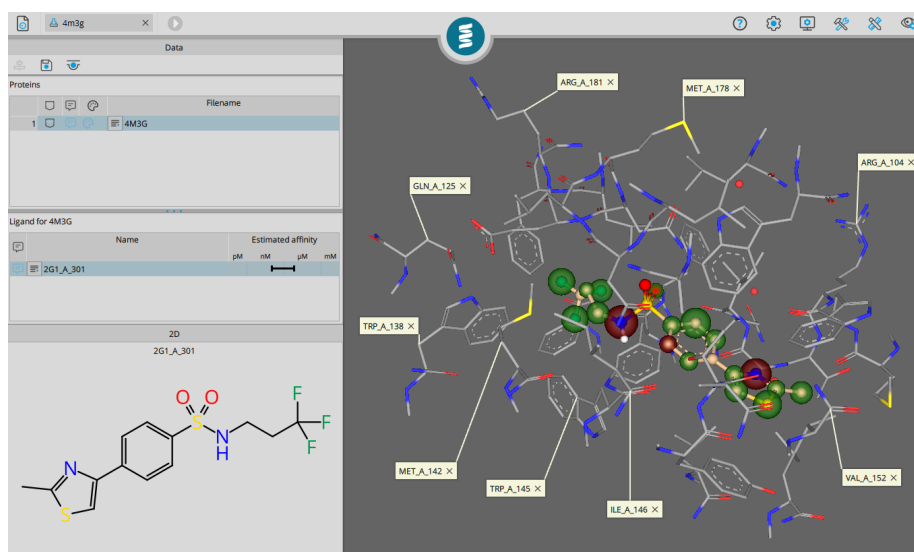 4m3g
Data
Proteins
Filename
1 4M3G
Ligand for 4M3G
Name
Estimated affinity
pM nM μM mM
2G1_A_301
2D
2G1_A_301
O O
S
N
H
F
F
F
N
S
ARG_A_181
MET_A_178
ARG_A_104
GLN_A_125
TRP_A_138
MET_A_142
TRP_A_145
ILE_A_146
VAL_A_152